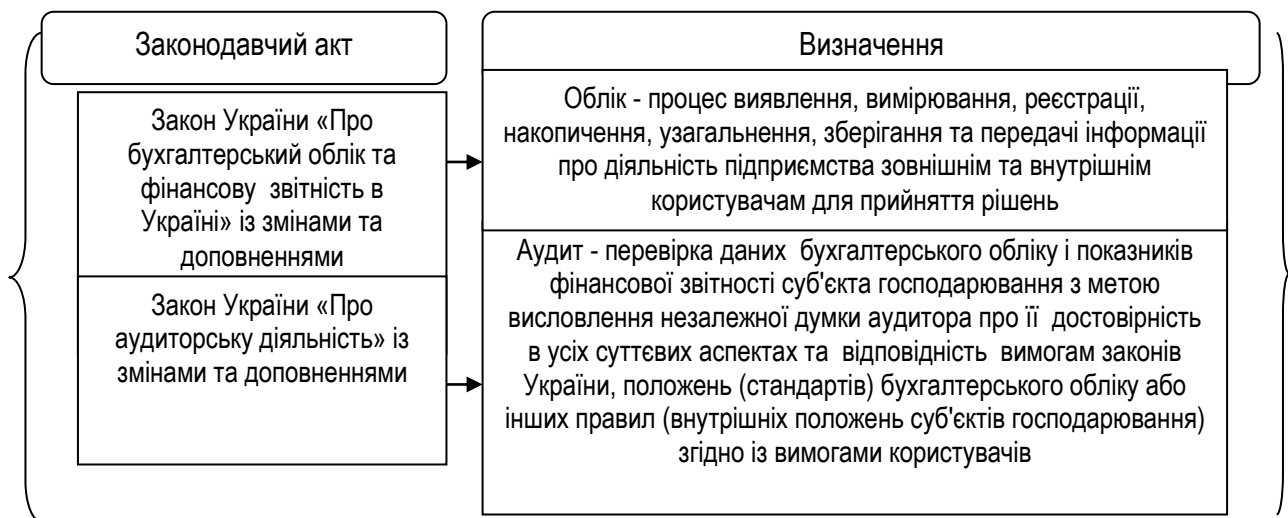 Законодавчий акт
Визначення
Закон України «Про
бухгалтерський облік та
фінансову звітність в
Україні» із змінами та
доповненнями
Облік - процес виявлення, вимірювання, реєстрації,
накопичення, узагальнення, зберігання та передачі інформації
про діяльність підприємства зовнішнім та внутрішнім
користувачам для прийняття рішень
Закон України «Про
аудиторську діяльність» із
змінами та доповненнями
Аудит - перевірка даних бухгалтерського обліку і показників
фінансової звітності суб'єкта господарювання з метою
висловлення незалежної думки аудитора про її достовірність
в усіх суттєвих аспектах та відповідність вимогам законів
України, положень (стандартів) бухгалтерського обліку або
інших правил (внутрішніх положень суб'єктів господарювання)
згідно із вимогами користувачів